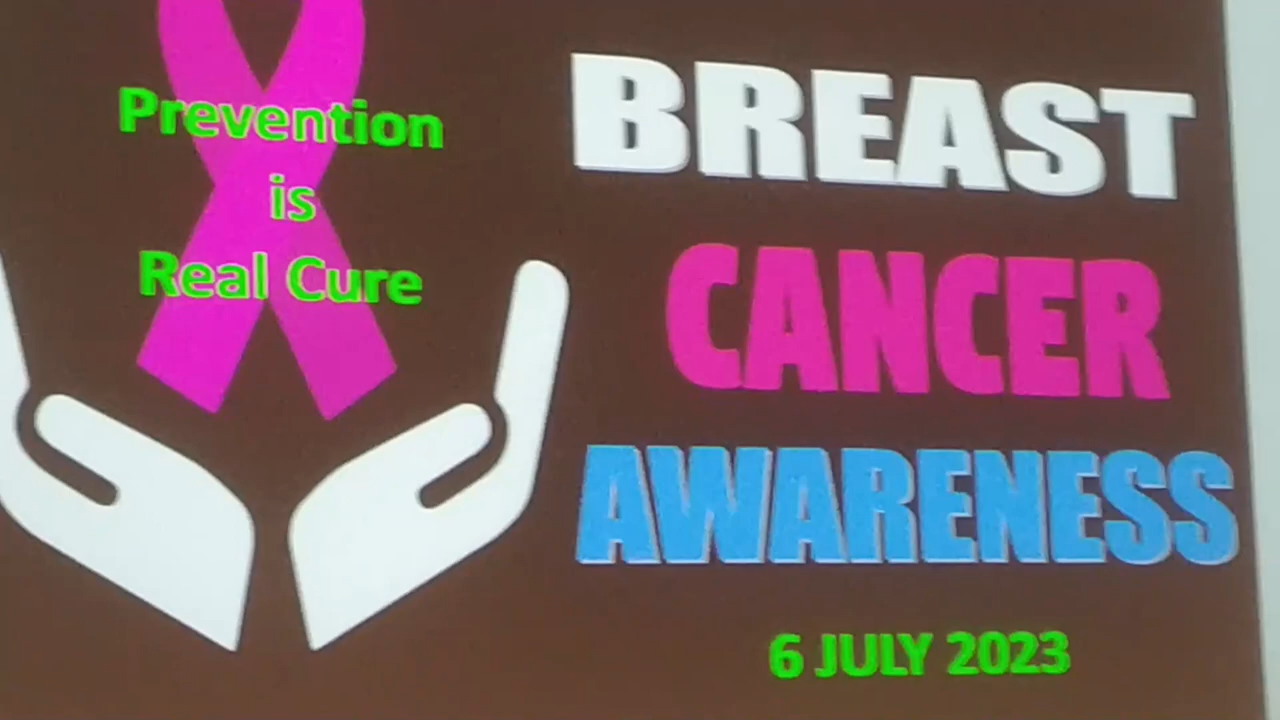 Prevention
is
Real Cure
BREAST
CANCER
AWARENESS
6 JULY 2023